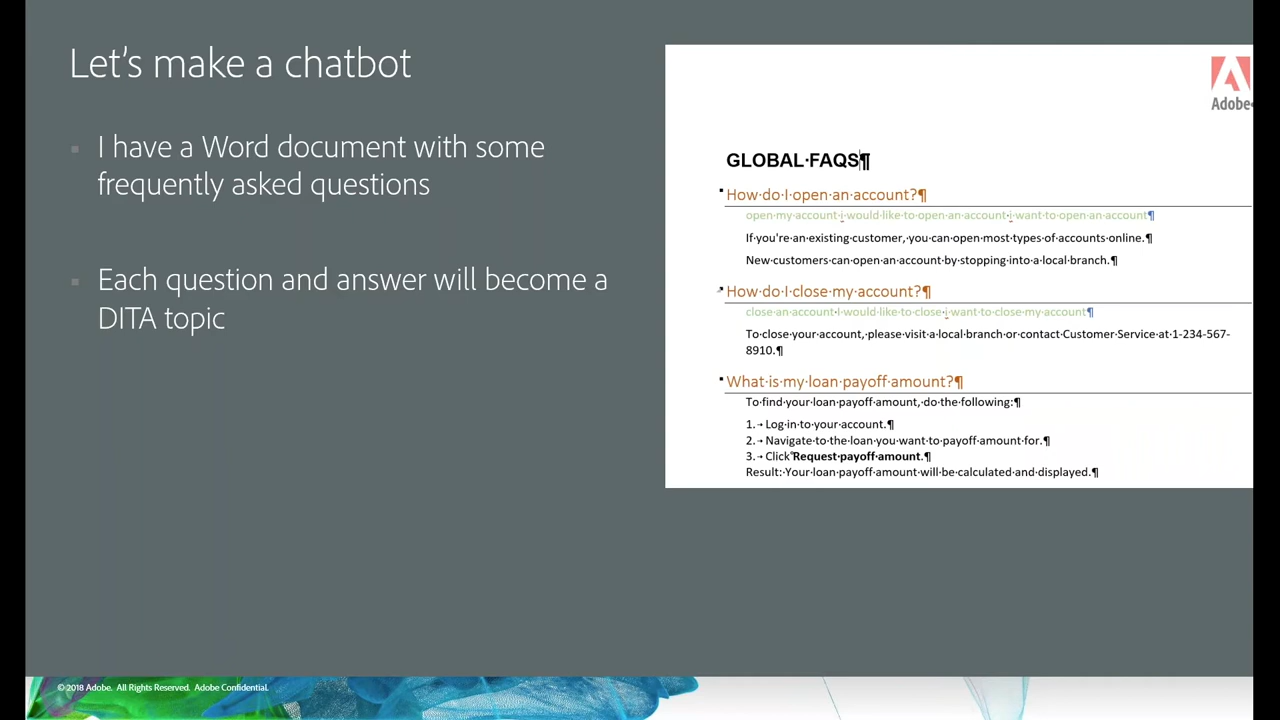 Let's make a chatbot
I have a Word document with some
frequently asked questions
Each question and answer will become a
DITA topic
Adobe
GLOBAL·FAQS¶
How·do·I·open·an·account?¶
open·my·account·i·would·like·to·open·an·account·i·want·to·open·an·account¶
If·you're·an·existing·customer,·you·can·open·most·types·of·accounts·online.¶
New·customers·can·open·an·account·by·stopping·into·a·local·branch.¶
How·do·I·close·my·account?¶
close·an·account·I·would·like·to·close·i·want·to·close·my·account¶
To·close·your·account,·please·visit·a·local·branch·or·contact·Customer·Service·at·1-234-567-
8910.¶
What·is·my·loan·payoff·amount?¶
To·find·your·loan·payoff·amount,·do·the·following:¶
1.→Log·in·to·your·account.¶
2.→Navigate·to·the·loan·you·want·to·payoff·amount·for.¶
3.→Click°Request·payoff·amount.¶
Result:·Your·loan·payoff·amount·will·be·calculated·and·displayed.¶
© 2018 Adobe. All Rights Reserved. Adobe Confidential.